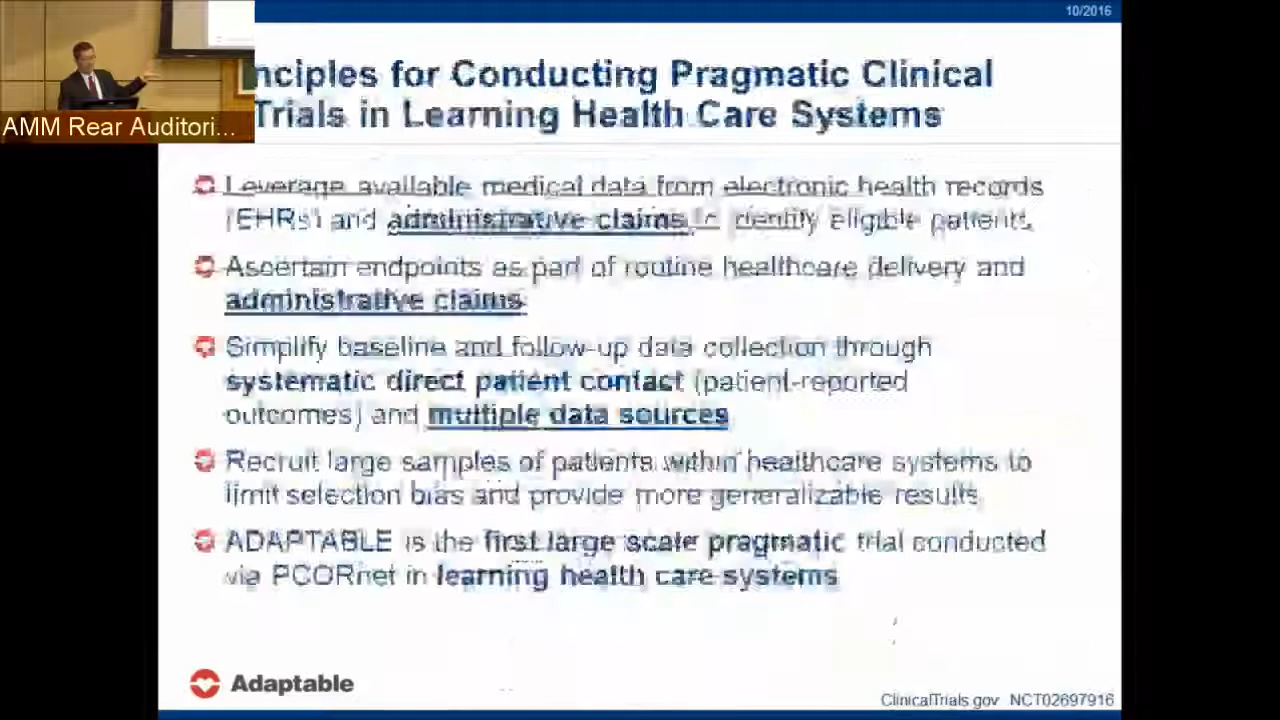 10/2016
nciples for Conducting Pragmatic Clinical
Trials in Learning Health Care Systems
AMM Rear Auditori...
Leverage available medical data from electronic health records
(EHRs) and administrative claims to identify eligible patients
Ascertain endpoints as part of routine healthcare delivery and
administrative claims
Simplify baseline and follow-up data collection through
systematic direct patient contact (patient-reported
outcomes) and multiple data sources
Recruit large samples of patients within healthcare systems to
limit selection bias and provide more generalizable results
ADAPTABLE is the first large scale pragmatic trial conducted
via PCORnet in learning health care systems
Adaptable
ClinicalTrials.gov NCT02697916